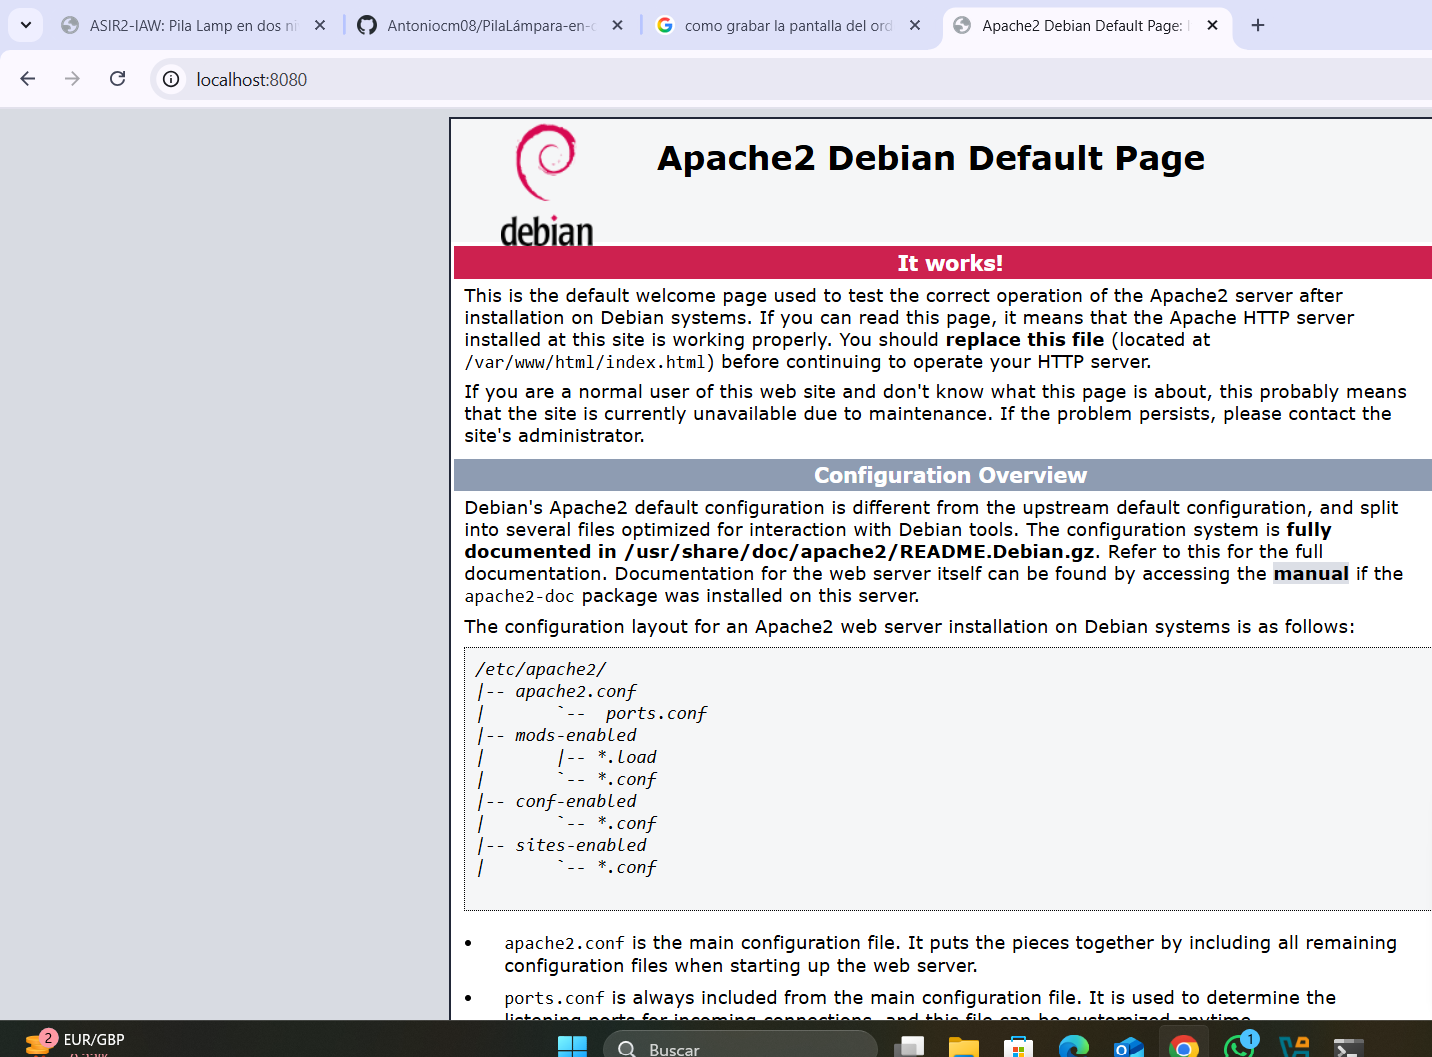 ASIR2-IAW: Pila Lamp en dos ni
Antoniocm08/PilaLámpara-en-c
como grabar la pantalla del ord
Apache2 Debian Default Page:
localhost:8080
debian
Apache2 Debian Default Page
It works!
This is the default welcome page used to test the correct operation of the Apache2 server after
installation on Debian systems. If you can read this page, it means that the Apache HTTP server
installed at this site is working properly. You should replace this file (located at
/var/www/html/index.html) before continuing to operate your HTTP server.
If you are a normal user of this web site and don't know what this page is about, this probably means
that the site is currently unavailable due to maintenance. If the problem persists, please contact the
site's administrator.
Configuration Overview
Debian's Apache2 default configuration is different from the upstream default configuration, and split
into several files optimized for interaction with Debian tools. The configuration system is fully
documented in /usr/share/doc/apache2/README.Debian.gz. Refer to this for the full
documentation. Documentation for the web server itself can be found by accessing the manual if the
apache2-doc package was installed on this server.
The configuration layout for an Apache2 web server installation on Debian systems is as follows:
/etc/apache2/
|-- apache2.conf
|       `--  ports.conf
|-- mods-enabled
|       |-- *.load
|       `-- *.conf
|-- conf-enabled
|       `-- *.conf
|-- sites-enabled
|       `-- *.conf
• apache2.conf is the main configuration file. It puts the pieces together by including all remaining
configuration files when starting up the web server.
• ports.conf is always included from the main configuration file. It is used to determine the
listening ports for incoming connections, and this file can be customized anytime.
2
EUR/GBP
Buscar
1